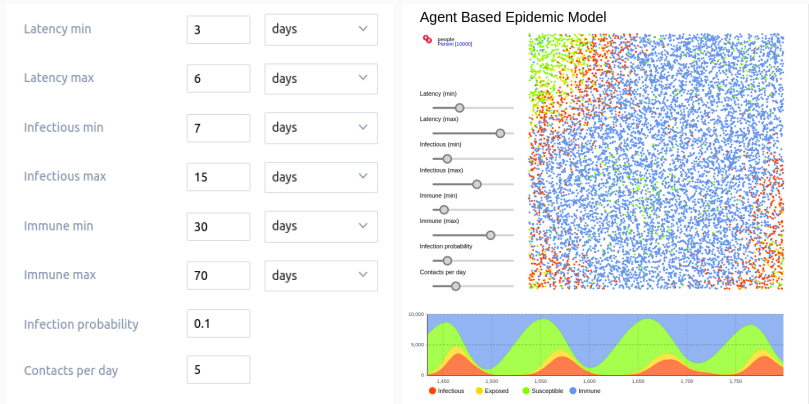 Latency min 3 days
Latency max 6 days
Infectious min 7 days
Infectious max 15 days
Immune min 30 days
Immune max 70 days
Infection probability 0.1
Contacts per day 5
Agent Based Epidemic Model
people
Person [10000]
Latency (min)
Latency (max)
Infectious (min)
Infectious (max)
Immune (min)
Immune (max)
Infection probability
Contacts per day
10,000
5,000
0
1,450 1,500 1,550 1,600 1,650 1,700 1,750
Infectious Exposed Susceptible Immune